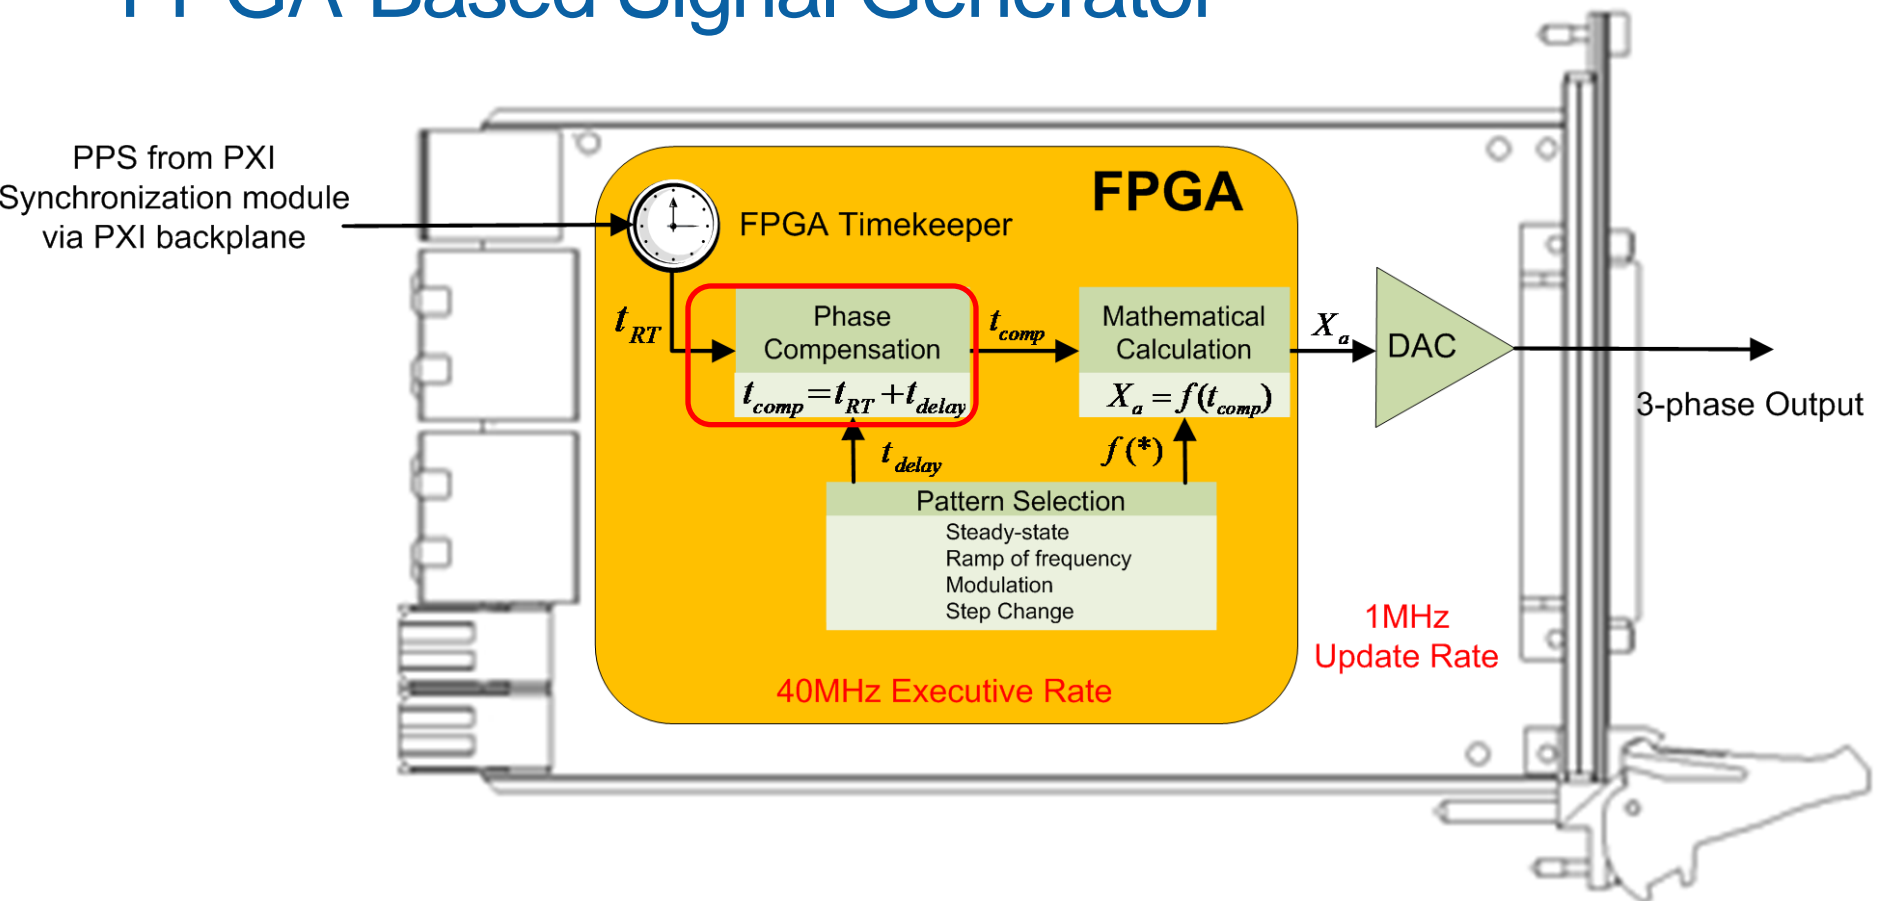 FPGA Based Signal Generator
PPS from PXI
Synchronization module
via PXI backplane
FPGA
FPGA Timekeeper
t_RT
Phase
Compensation
t_comp = t_RT + t_delay
t_comp
Mathematical
Calculation
X_a = f(t_comp)
X_a
DAC
3-phase Output
t_delay
f(*)
Pattern Selection
Steady-state
Ramp of frequency
Modulation
Step Change
1MHz
Update Rate
40MHz Executive Rate